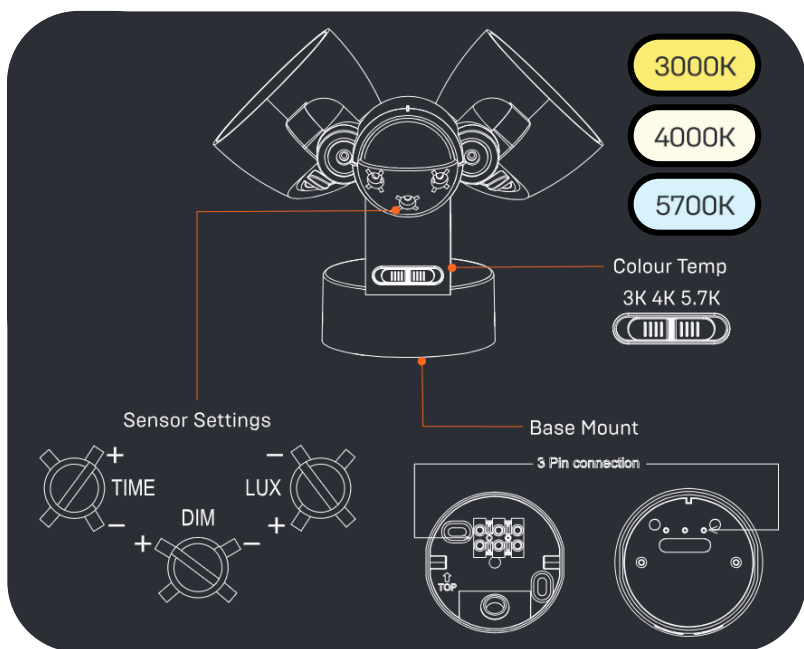 3000K
4000K
5700K
Colour Temp
3K 4K 5.7K
Sensor Settings
Base Mount
3 Pin connection
+
TIME
–
–
LUX
+
DIM
+
–
TOP